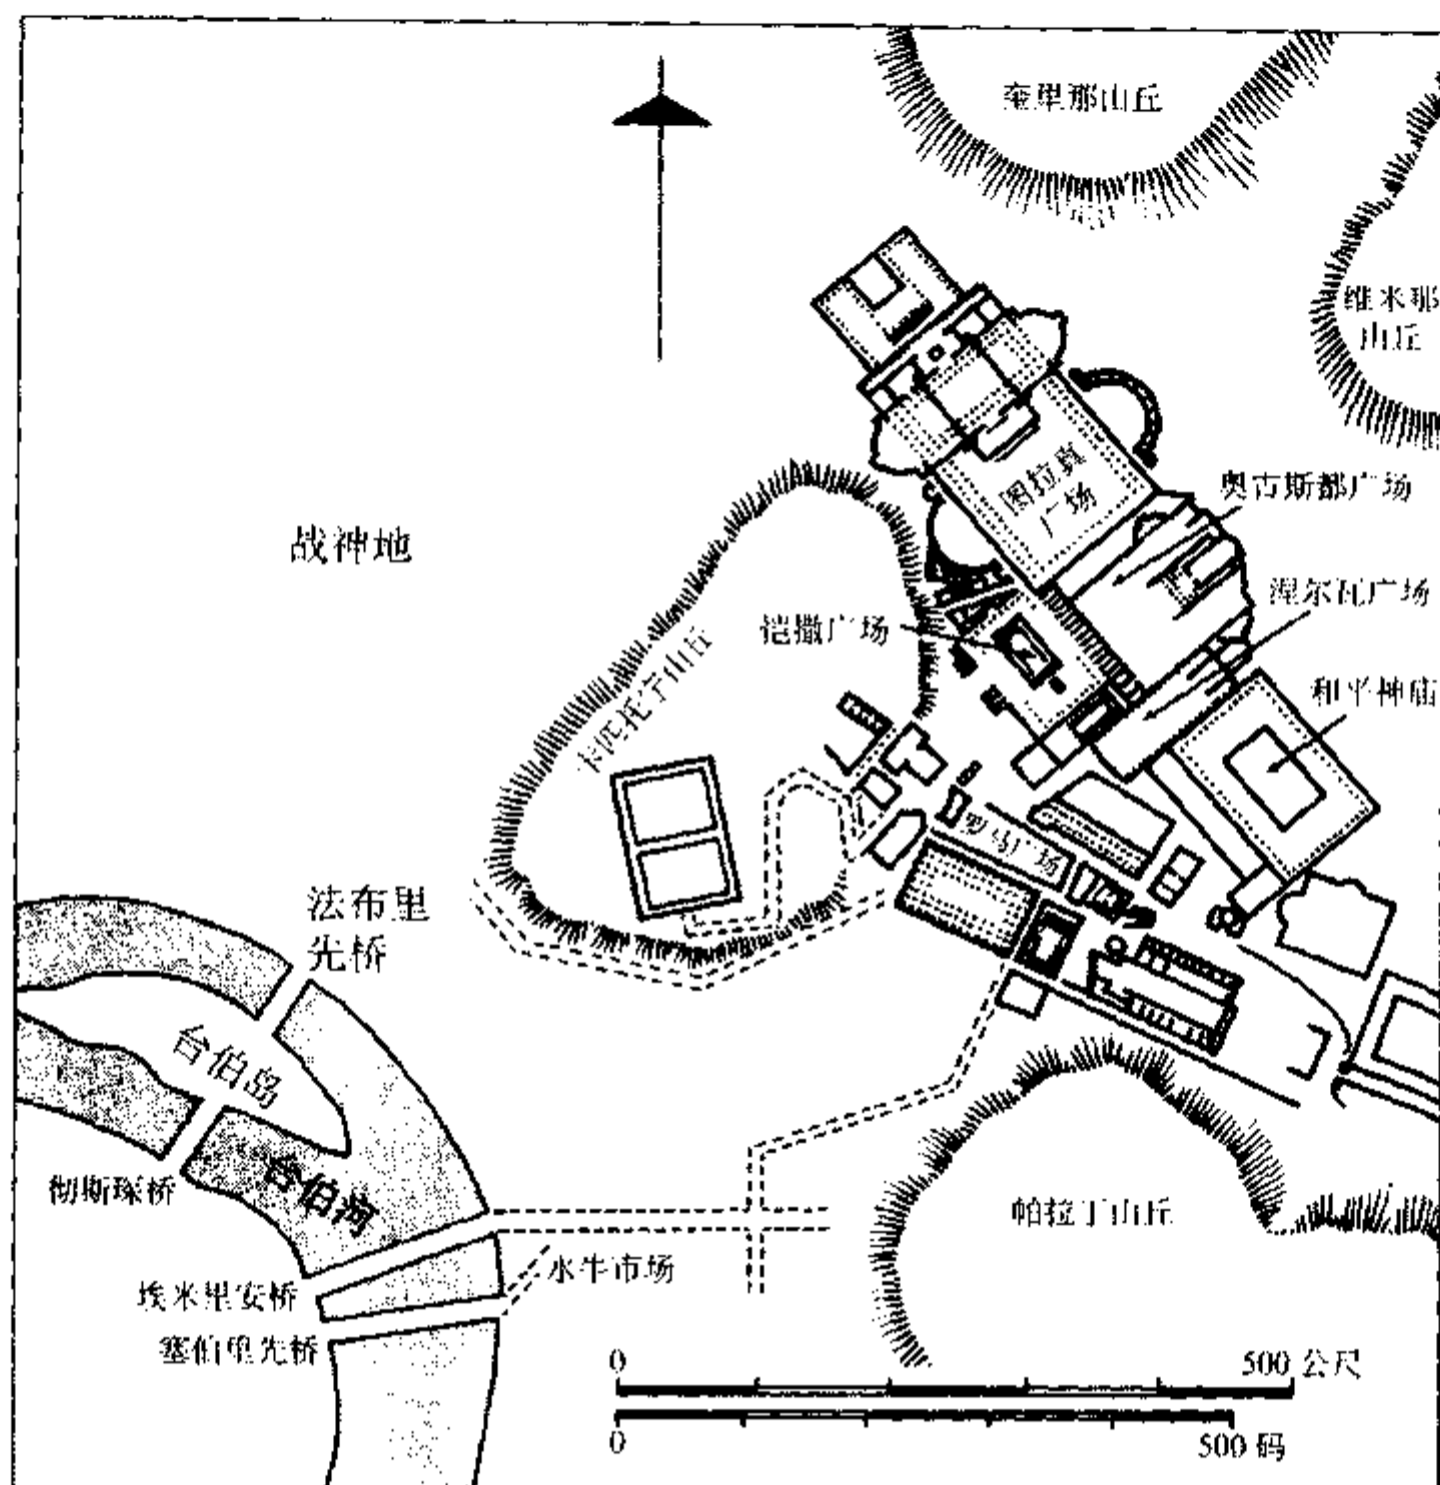 奎里那山丘
维米那
山丘
图拉真
广场
奥古斯都广场
战神地
涅尔瓦广场
恺撒广场
卡匹托宁山丘
和平神庙
罗马广场
法布里
先桥
台伯岛
台伯河
彻斯琛桥
帕拉丁山丘
水牛市场
埃米里安桥
塞伯里先桥
0
500 公尺
0
500 码